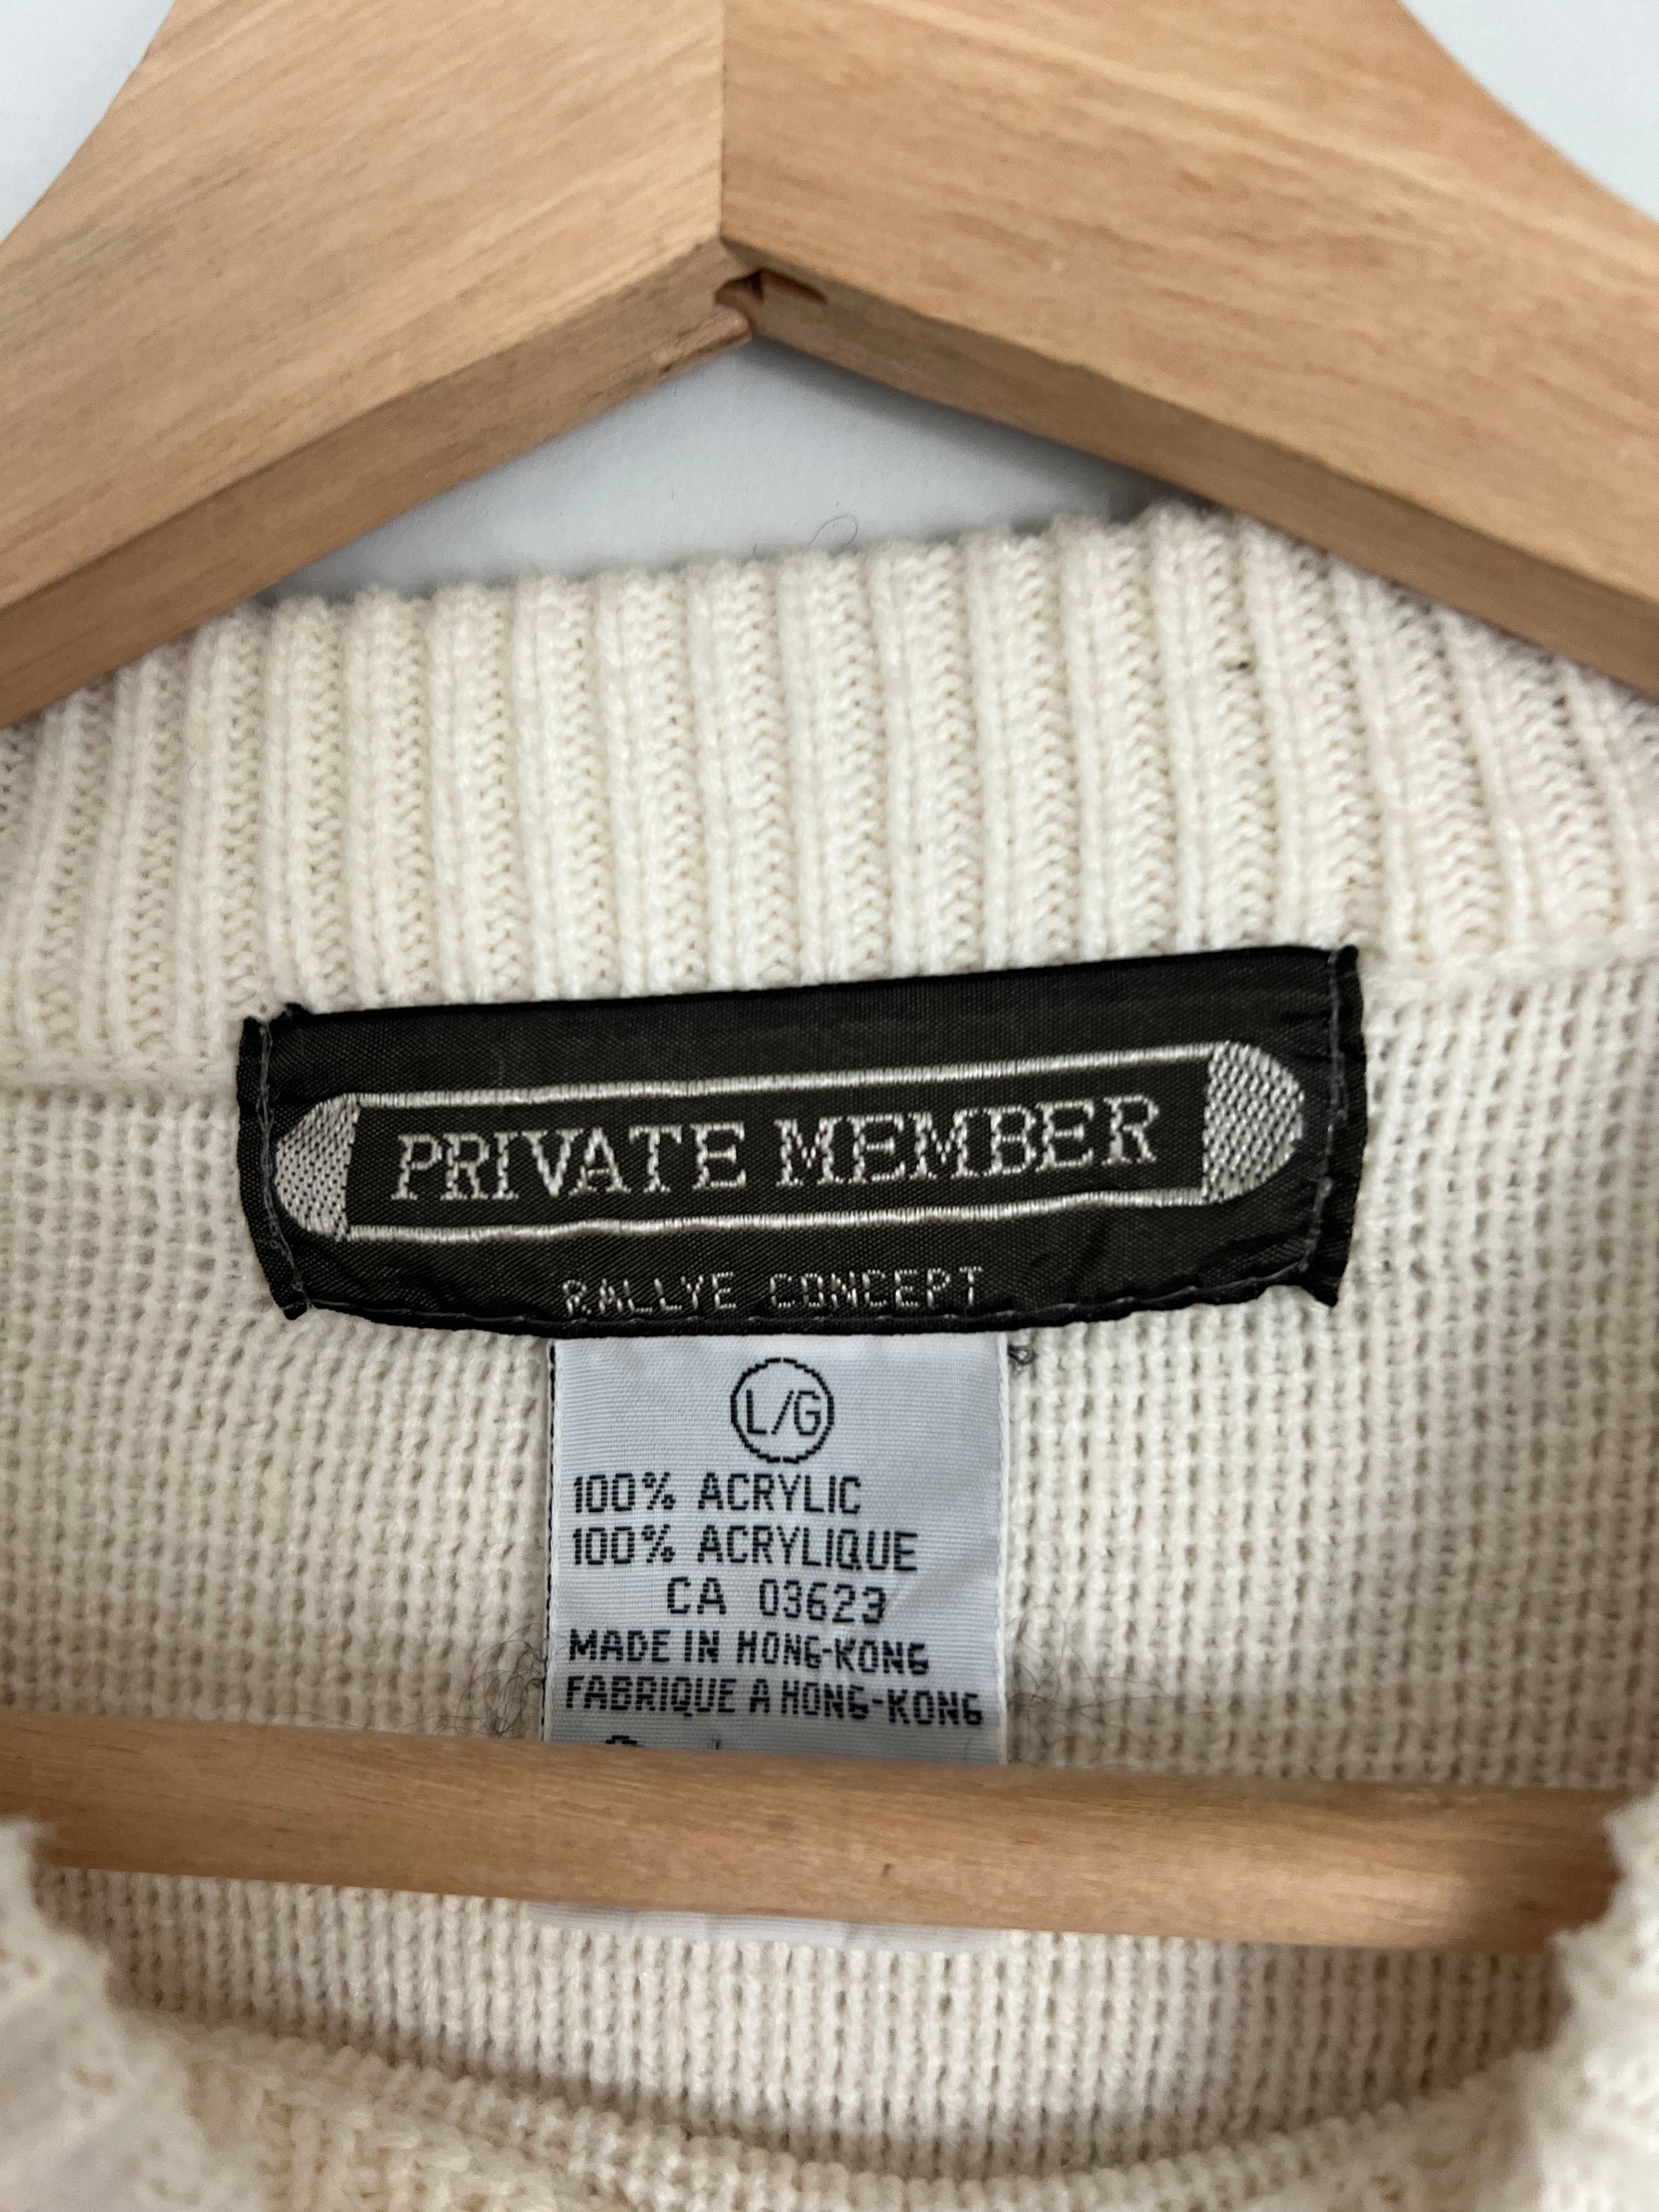 PRIVATE MEMBER
RALLYE CONCEPT
L/G
100% ACRYLIC
100% ACRYLIQUE
CA 03623
MADE IN HONG-KONG
FABRIQUE A HONG-KONG